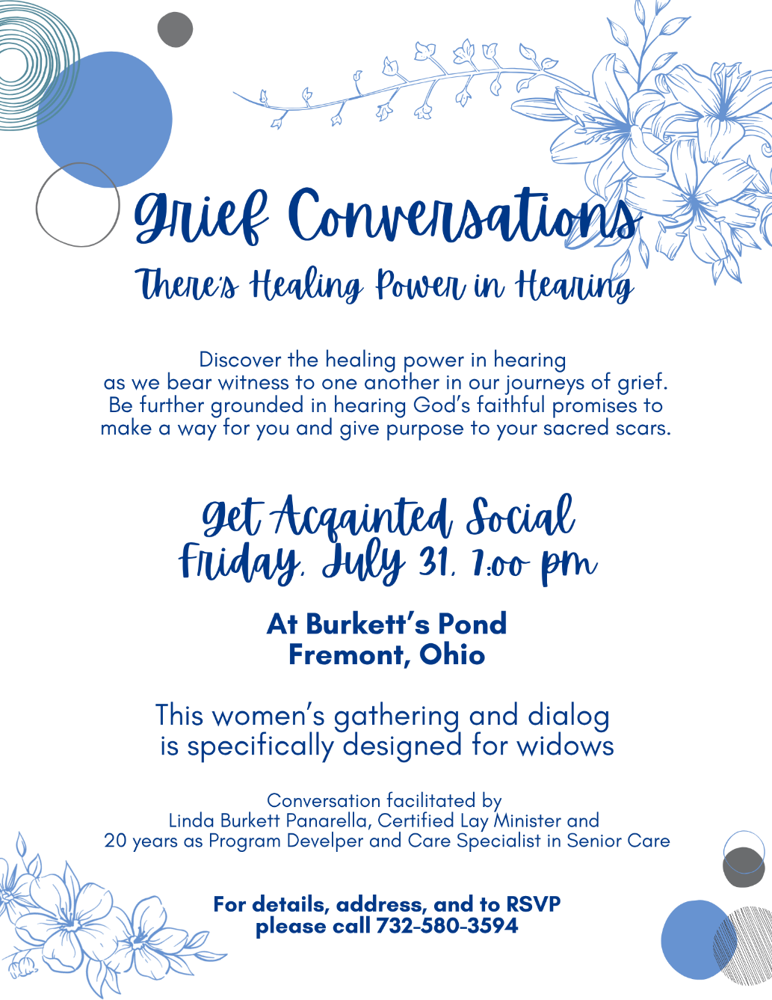 Grief Conversations
There's Healing Power in Hearing
Discover the healing power in hearing
as we bear witness to one another in our journeys of grief.
Be further grounded in hearing God's faithful promises to
make a way for you and give purpose to your sacred scars.
Get Acqainted Social
Friday, July 31, 7:00 pm
At Burkett's Pond
Fremont, Ohio
This women's gathering and dialog
is specifically designed for widows
Conversation facilitated by
Linda Burkett Panarella, Certified Lay Minister and
20 years as Program Develper and Care Specialist in Senior Care
For details, address, and to RSVP
please call 732-580-3594